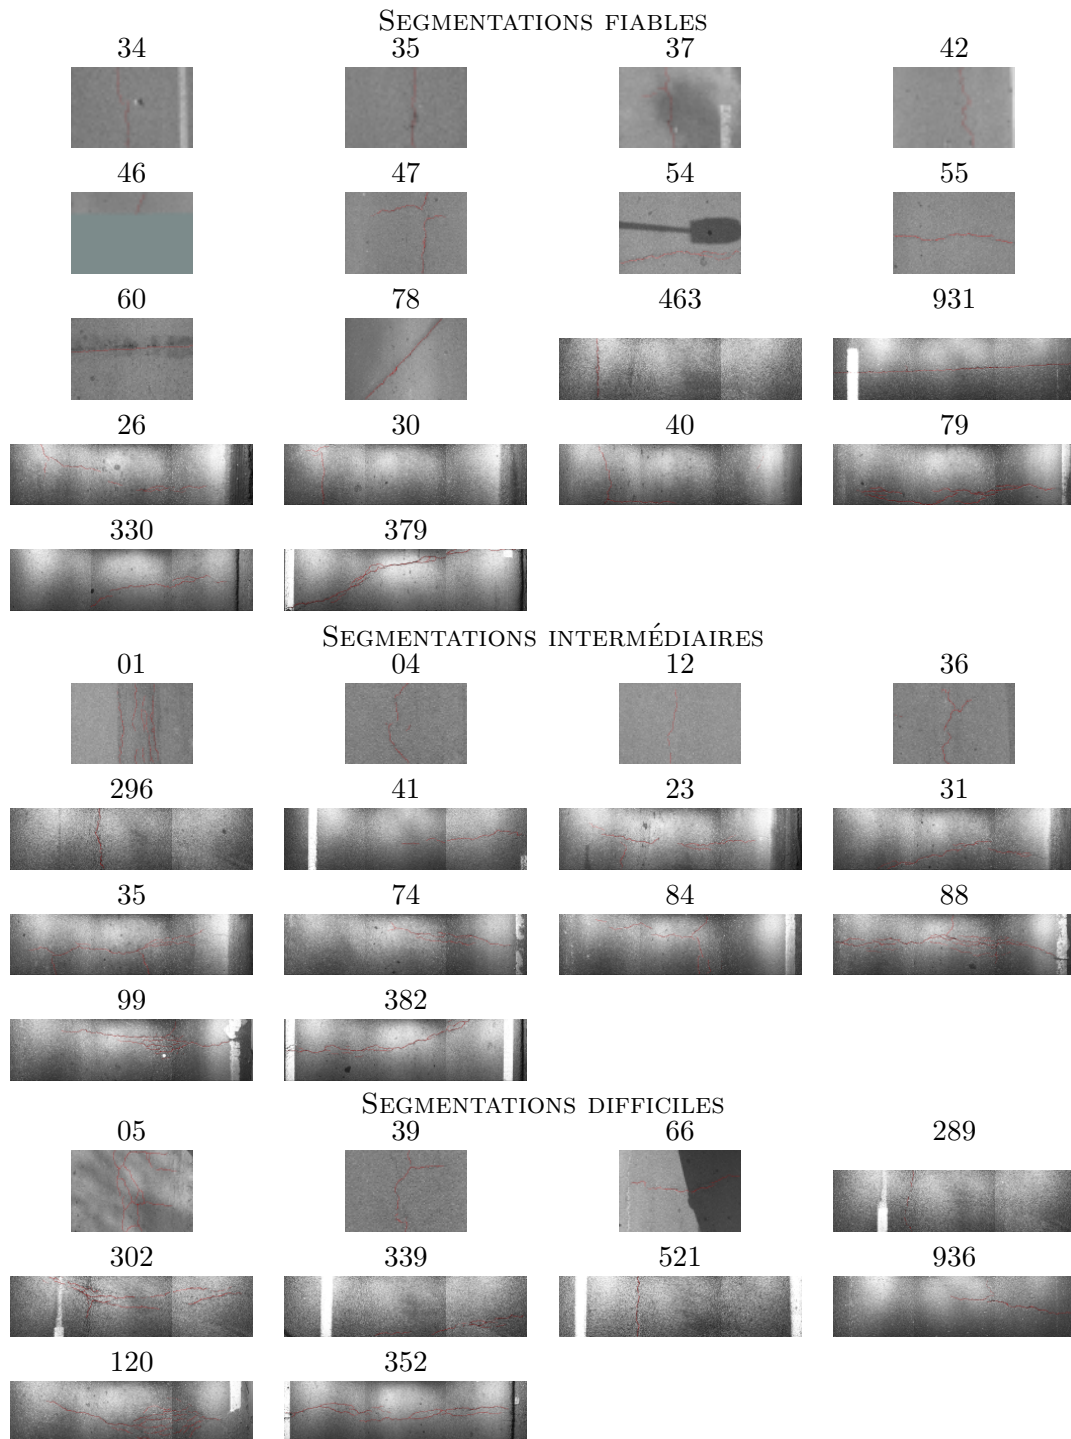 SEGMENTATIONS FIABLES
34 35 37 42
46 47 54 55
60 78 463 931
26 30 40 79
330 379
SEGMENTATIONS INTERMÉDIAIRES
01 04 12 36
296 41 23 31
35 74 84 88
99 382
SEGMENTATIONS DIFFICILES
05 39 66 289
302 339 521 936
120 352